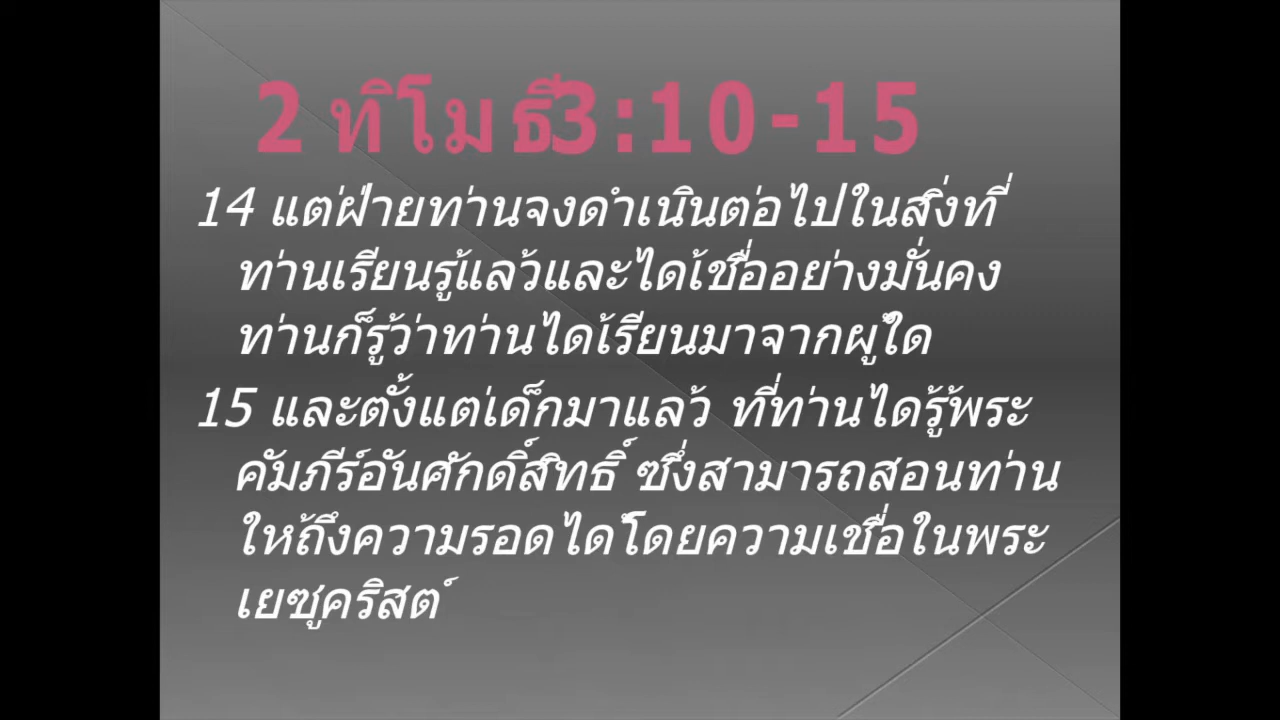 2 ทิโมธี3:10-15
14 แต่ฝ่ายท่านจงดำเนินต่อไปในสิ่งที่
ท่านเรียนรู้แล้วและได้เชื่ออย่างมั่นคง
ท่านก็รู้ว่าท่านได้เรียนมาจากผู้ใด
15 และตั้งแต่เด็กมาแล้ว ที่ท่านได้รู้พระ
คัมภีร์อันศักดิ์สิทธิ์ ซึ่งสามารถสอนท่าน
ให้ถึงความรอดได้โดยความเชื่อในพระ
เยซูคริสต์